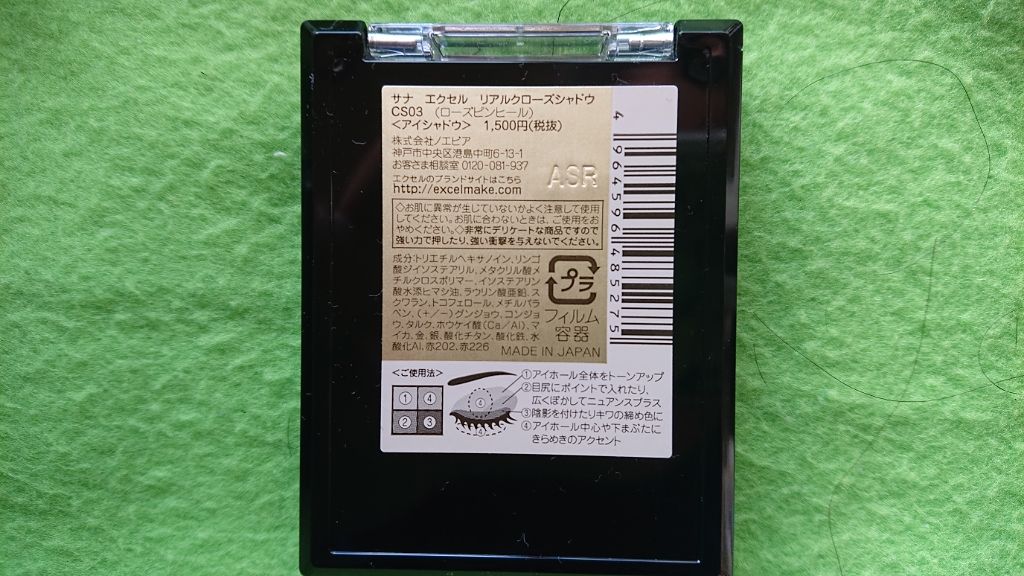 サナ エクセル リアルクローズシャドウ
CS03 (ローズピンヒール)
<アイシャドウ> 1,500円(税抜)
株式会社ノエビア
神戸市中央区港島中町6-13-1
お客さま相談室 0120-081-937
エクセルのブランドサイトはこちら
http://excelmake.com
ASR
◇お肌に異常が生じていないかよく注意して使用
してください。お肌に合わないときは、ご使用をお
やめください。◇非常にデリケートな商品ですので
強い力で押したり、強い衝撃を与えないでください。
成分トリエチルヘキサノイン、リンゴ
酸ジイソステアリル、メタクリル酸メ
チルクロスポリマー、イソステアリン
酸水添ヒマシ油、ラウリン酸亜鉛、ス
クワラン、トコフェロール、メチルパラ
ベン、(+/-)グンジョウ、コンジョ
ウ、タルク、ホウケイ酸(Ca/Al)、マ
イカ、金、銀、酸化チタン、酸化鉄、水
酸化Al、赤202、赤226
プラ
フィルム
容器
MADE IN JAPAN
4964596485275
<ご使用法>
① ④
② ③
④
④
①アイホール全体をトーンアップ
②目尻にポイントで入れたり、
広くぼかしてニュアンスプラス
③陰影を付けたりキワの締め色に
④アイホール中心や下まぶたに
きらめきのアクセント